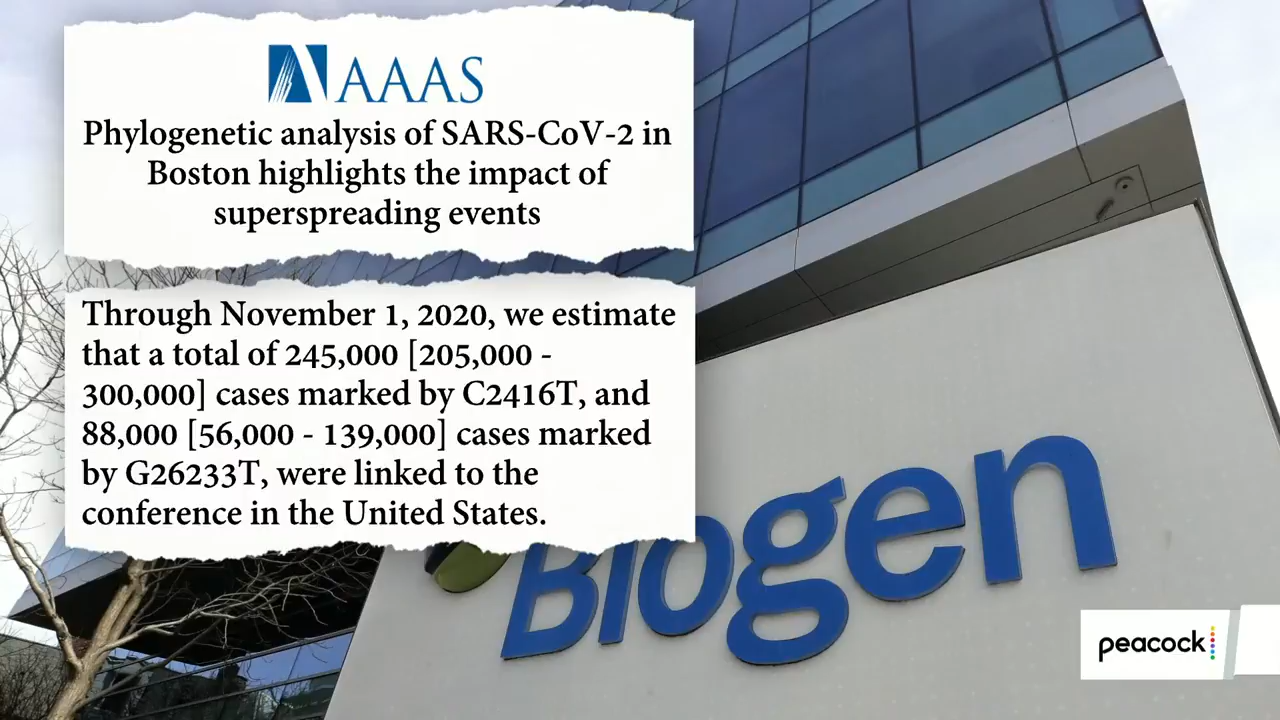 AAAS
Phylogenetic analysis of SARS-CoV-2 in
Boston highlights the impact of
superspreading events
Through November 1, 2020, we estimate
that a total of 245,000 [205,000 -
300,000] cases marked by C2416T, and
88,000 [56,000 - 139,000] cases marked
by G26233T, were linked to the
conference in the United States.
Biogen
peacock